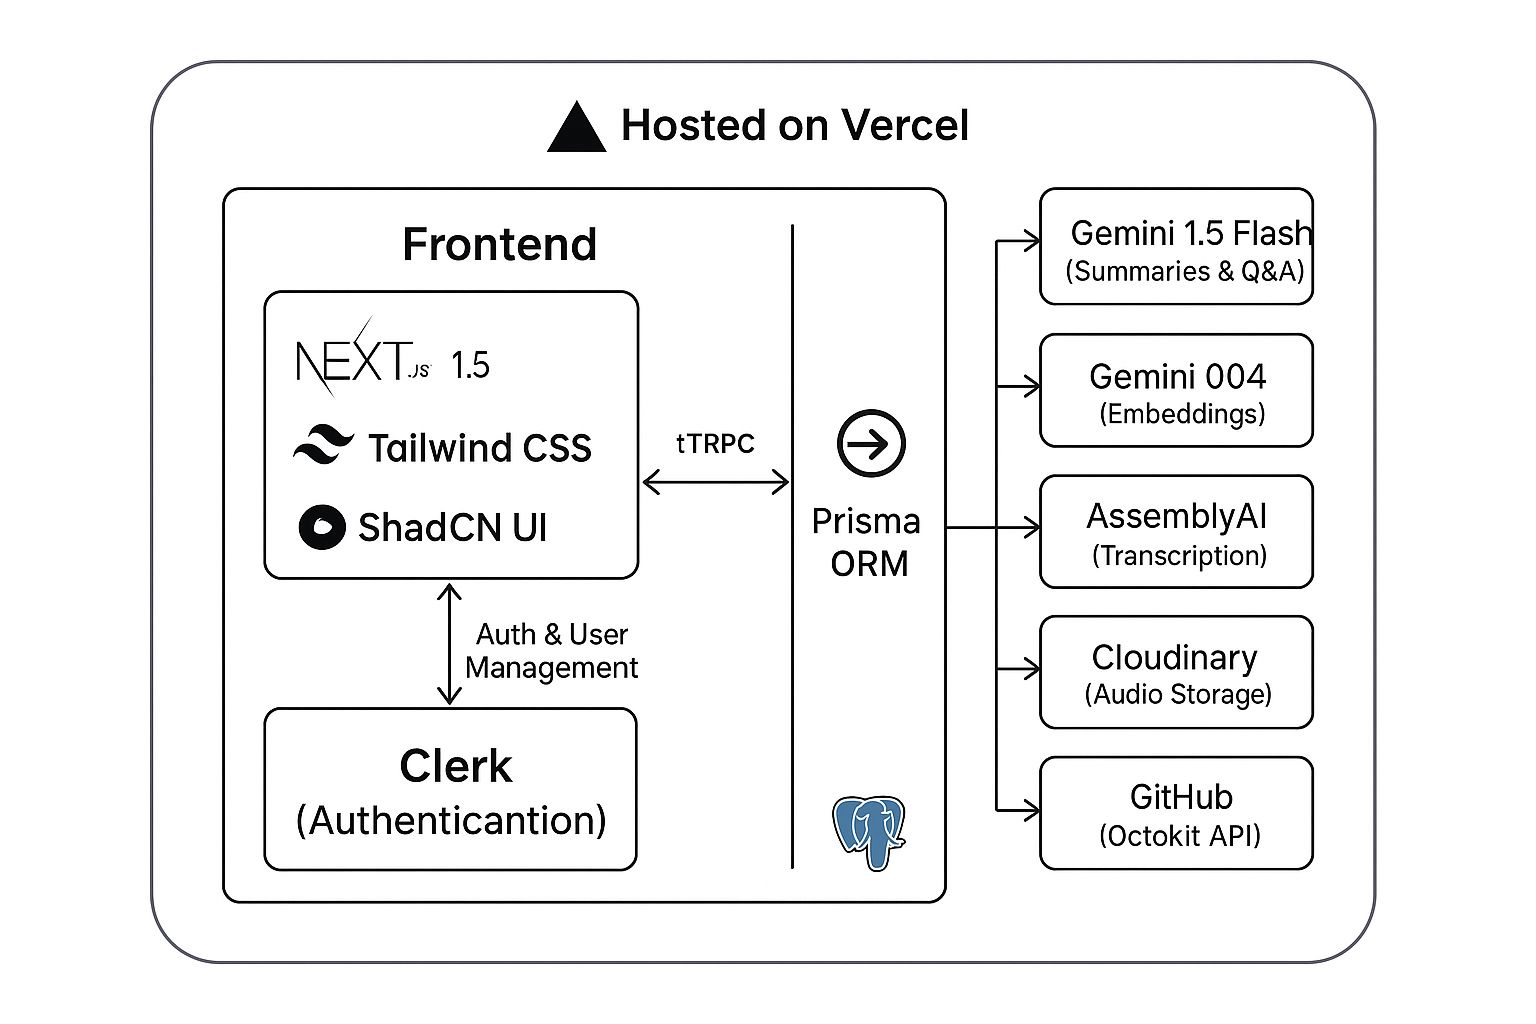 Hosted on Vercel
Frontend
NEXT.JS 1.5
Tailwind CSS
ShadCN UI
tTRPC
Auth & User
Management
Clerk
(Authenticantion)
Prisma
ORM
Gemini 1.5 Flash
(Summaries & Q&A)
Gemini 004
(Embeddings)
AssemblyAI
(Transcription)
Cloudinary
(Audio Storage)
GitHub
(Octokit API)